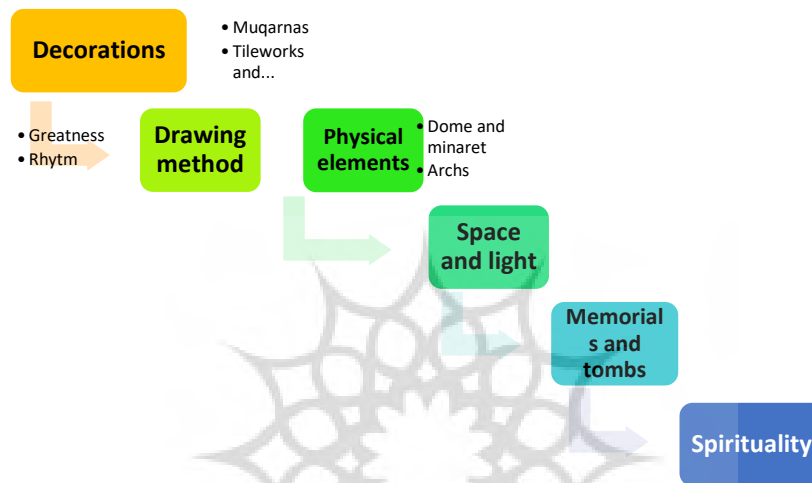 Decorations
• Muqarnas
• Tileworks
and...
• Greatness
• Rhytm
Drawing
method
Physical
elements
• Dome and
minaret
• Archs
Space
and light
Memorial
s and
tombs
Spirituality